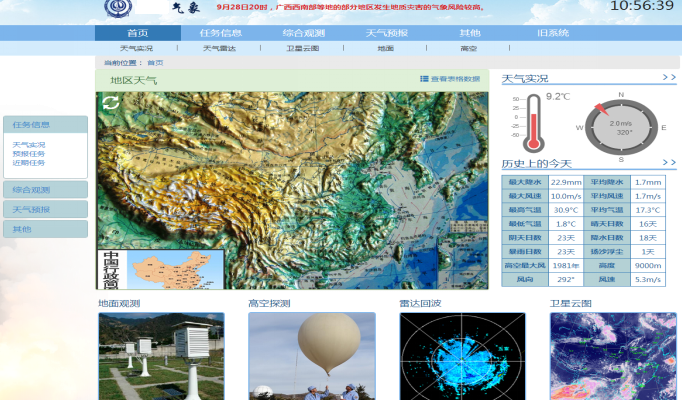 气象
9月28日20时，广西西南部等地的部分地区发生地质灾害的气象风险较高。
10:56:39
首页 任务信息 综合观测 天气预报 其他 旧系统
天气实况 | 天气雷达 | 卫星云图 | 地面 | 高空 |
当前位置： 首页
地区天气
查看表格数据
天气实况 >>
任务信息
天气实况
预报任务
近期任务
综合观测
天气预报
其他
50
25
0
-25
-50
9.2℃
N
W
E
S
2.0m/s
320°
历史上的今天 >>
最大降水 22.9mm 平均降水 1.7mm
最大风速 10.0m/s 平均风速 1.7m/s
最高气温 30.9℃ 平均气温 17.3℃
最低气温 1.8℃ 晴天日数 16天
阴天日数 23天 降水日数 18天
暴雨日数 23天 扬沙浮尘 1天
高空最大风 1981年 高度 9000m
风向 292° 风速 5.3m/s
中国行政简
地面观测 高空探测 雷达回波 卫星云图